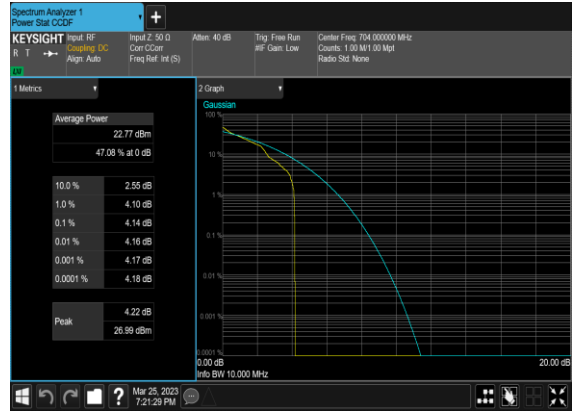 Spectrum Analyzer 1
Power Stat CCDF
KEYSIGHT
R T
LV
Input: RF
Coupling: DC
Align: Auto
Input Z: 50 Ω
Corr CCorr
Freq Ref: Int (S)
Atten: 40 dB
Trig: Free Run
#IF Gain: Low
Center Freq: 704.000000 MHz
Counts: 1.00 M/1.00 Mpt
Radio Std: None
1 Metrics
Average Power
22.77 dBm
47.08 % at 0 dB
10.0 % 2.55 dB
1.0 % 4.10 dB
0.1 % 4.14 dB
0.01 % 4.16 dB
0.001 % 4.17 dB
0.0001 % 4.18 dB
Peak
4.22 dB
26.99 dBm
2 Graph
Gaussian
100 %
10 %
1 %
0.1 %
0.01 %
0.001 %
0.0001 %
0.00 dB
20.00 dB
Info BW 10.000 MHz
Mar 25, 2023
7:21:29 PM